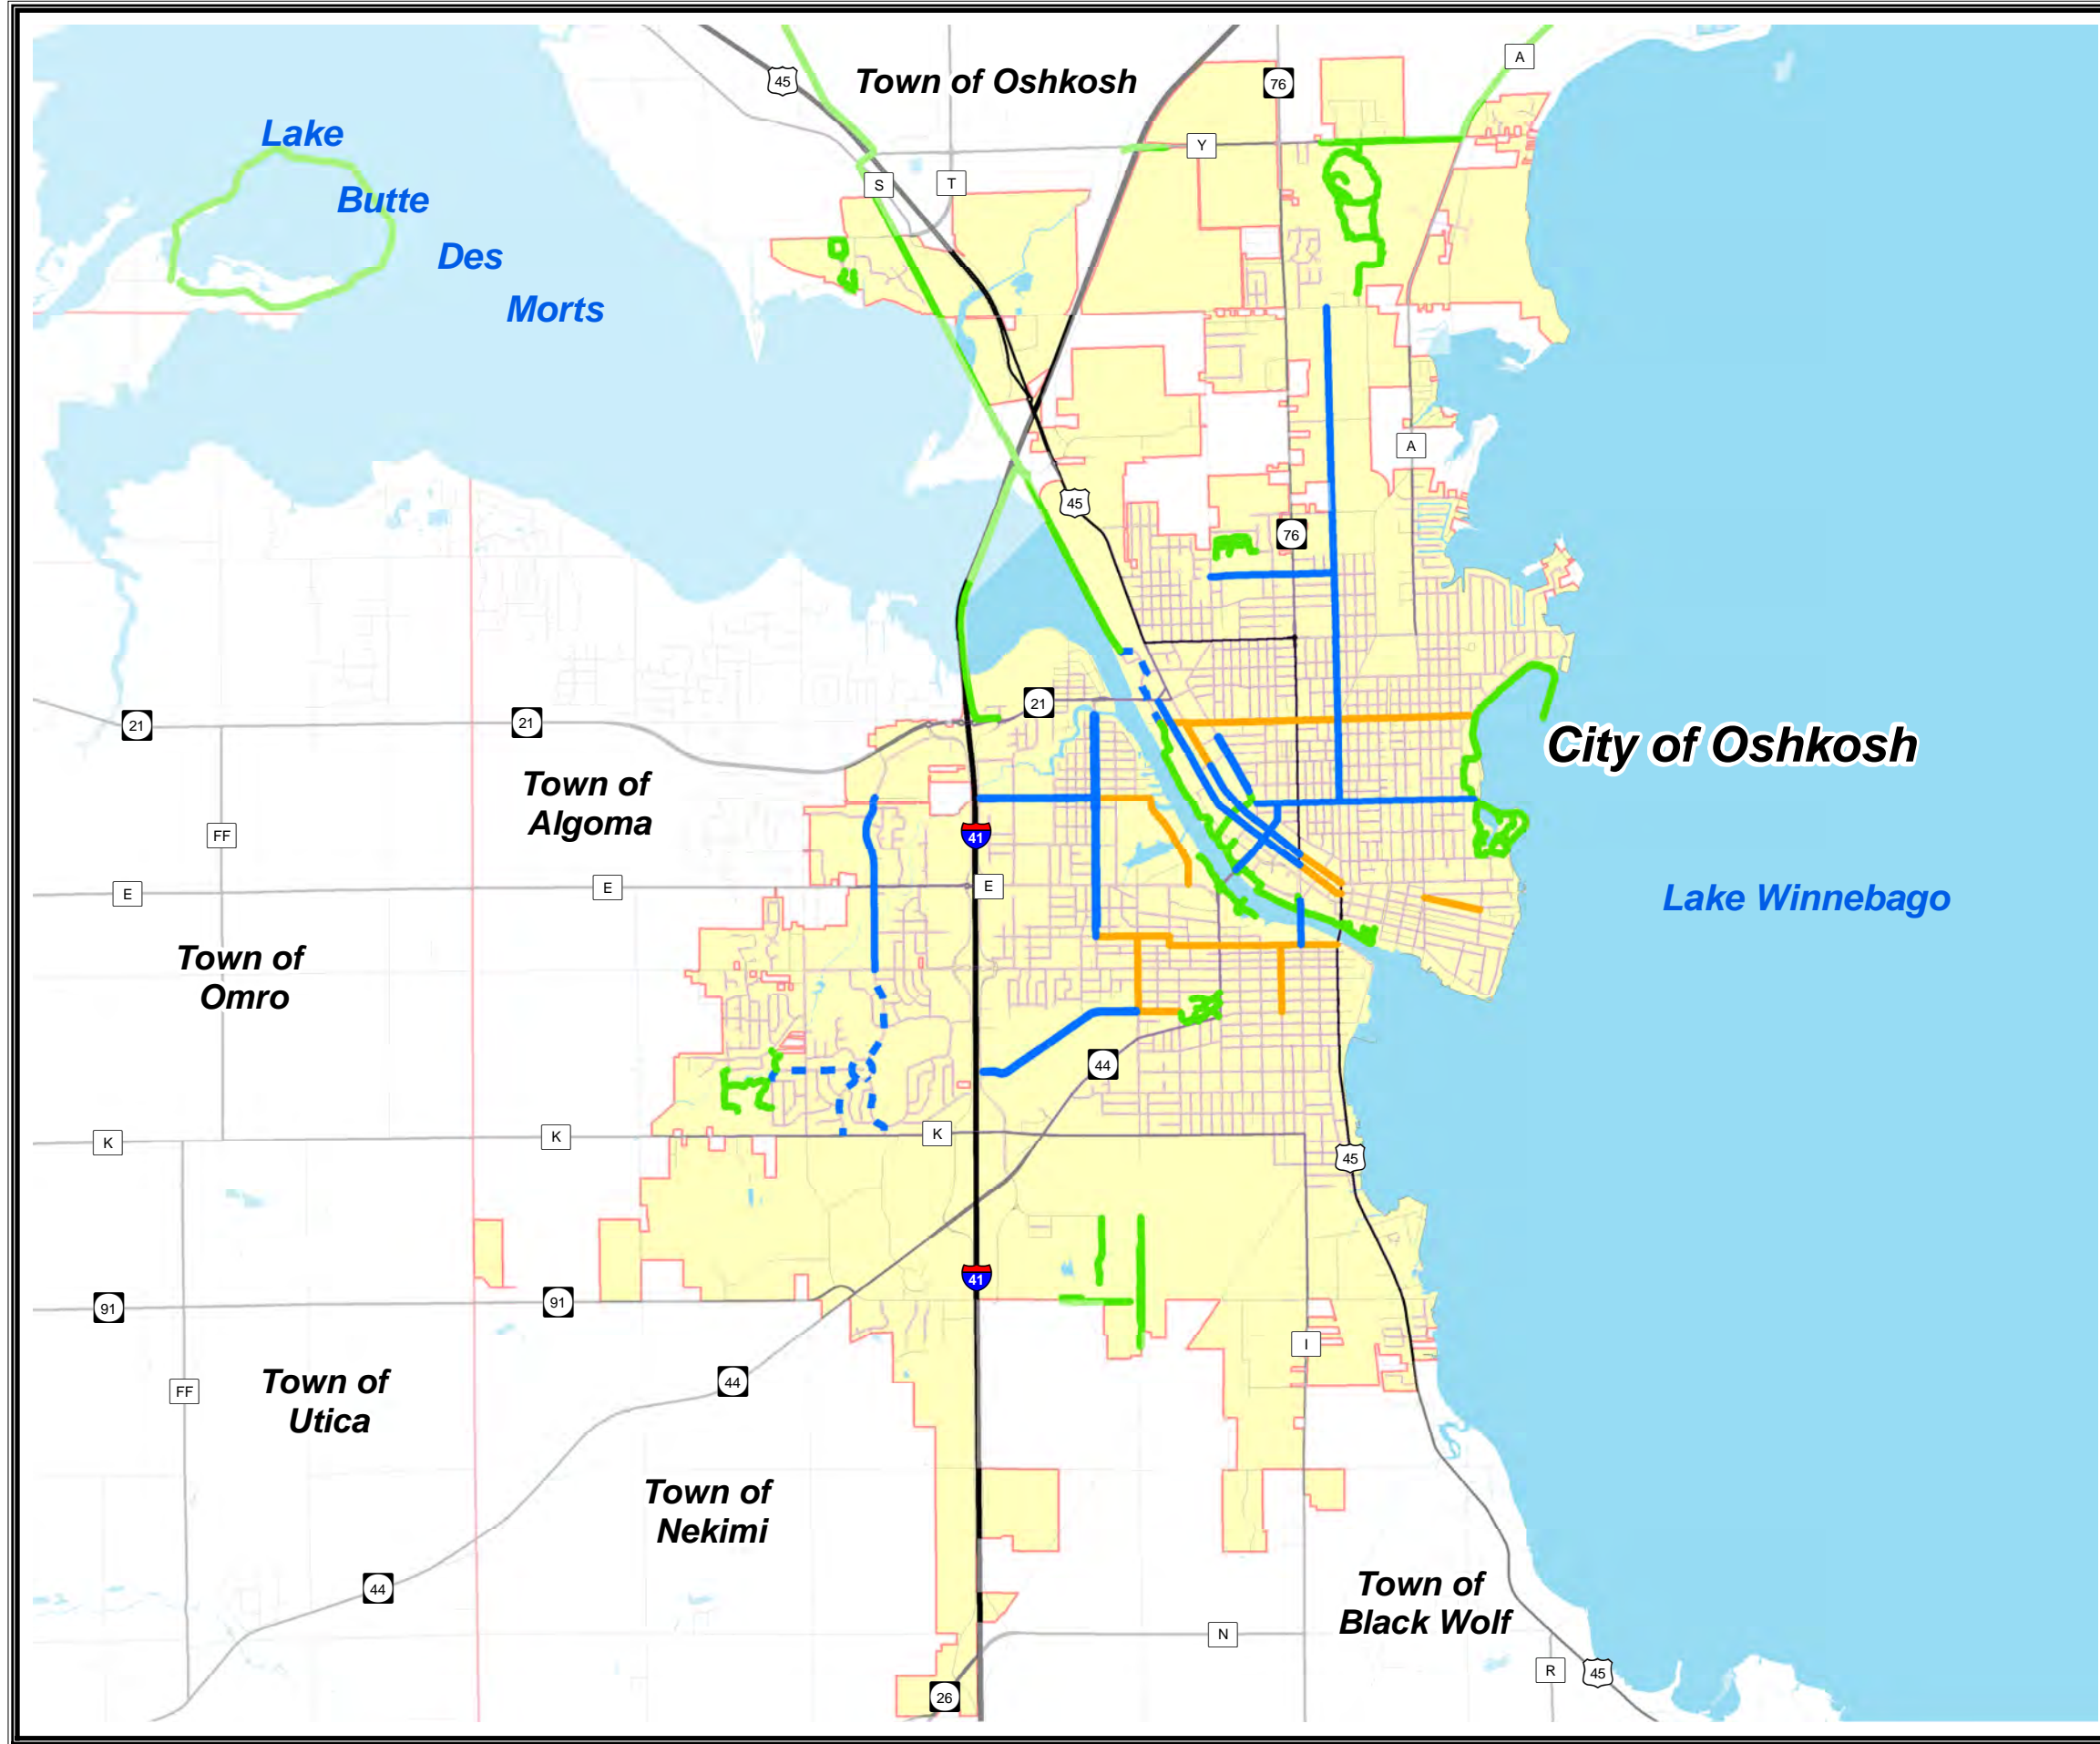 A
45
Town of Oshkosh
76
Lake
Y
S
T
Butte
Des
Morts
A
45
76
21
21
21
City of Oshkosh
Town of
Algoma
FF
41
E
E
E
Lake Winnebago
Town of
Omro
44
K
K
K
45
41
91
91
I
44
FF
Town of
Utica
Town of
Nekimi
44
Town of
Black Wolf
N
R
45
26